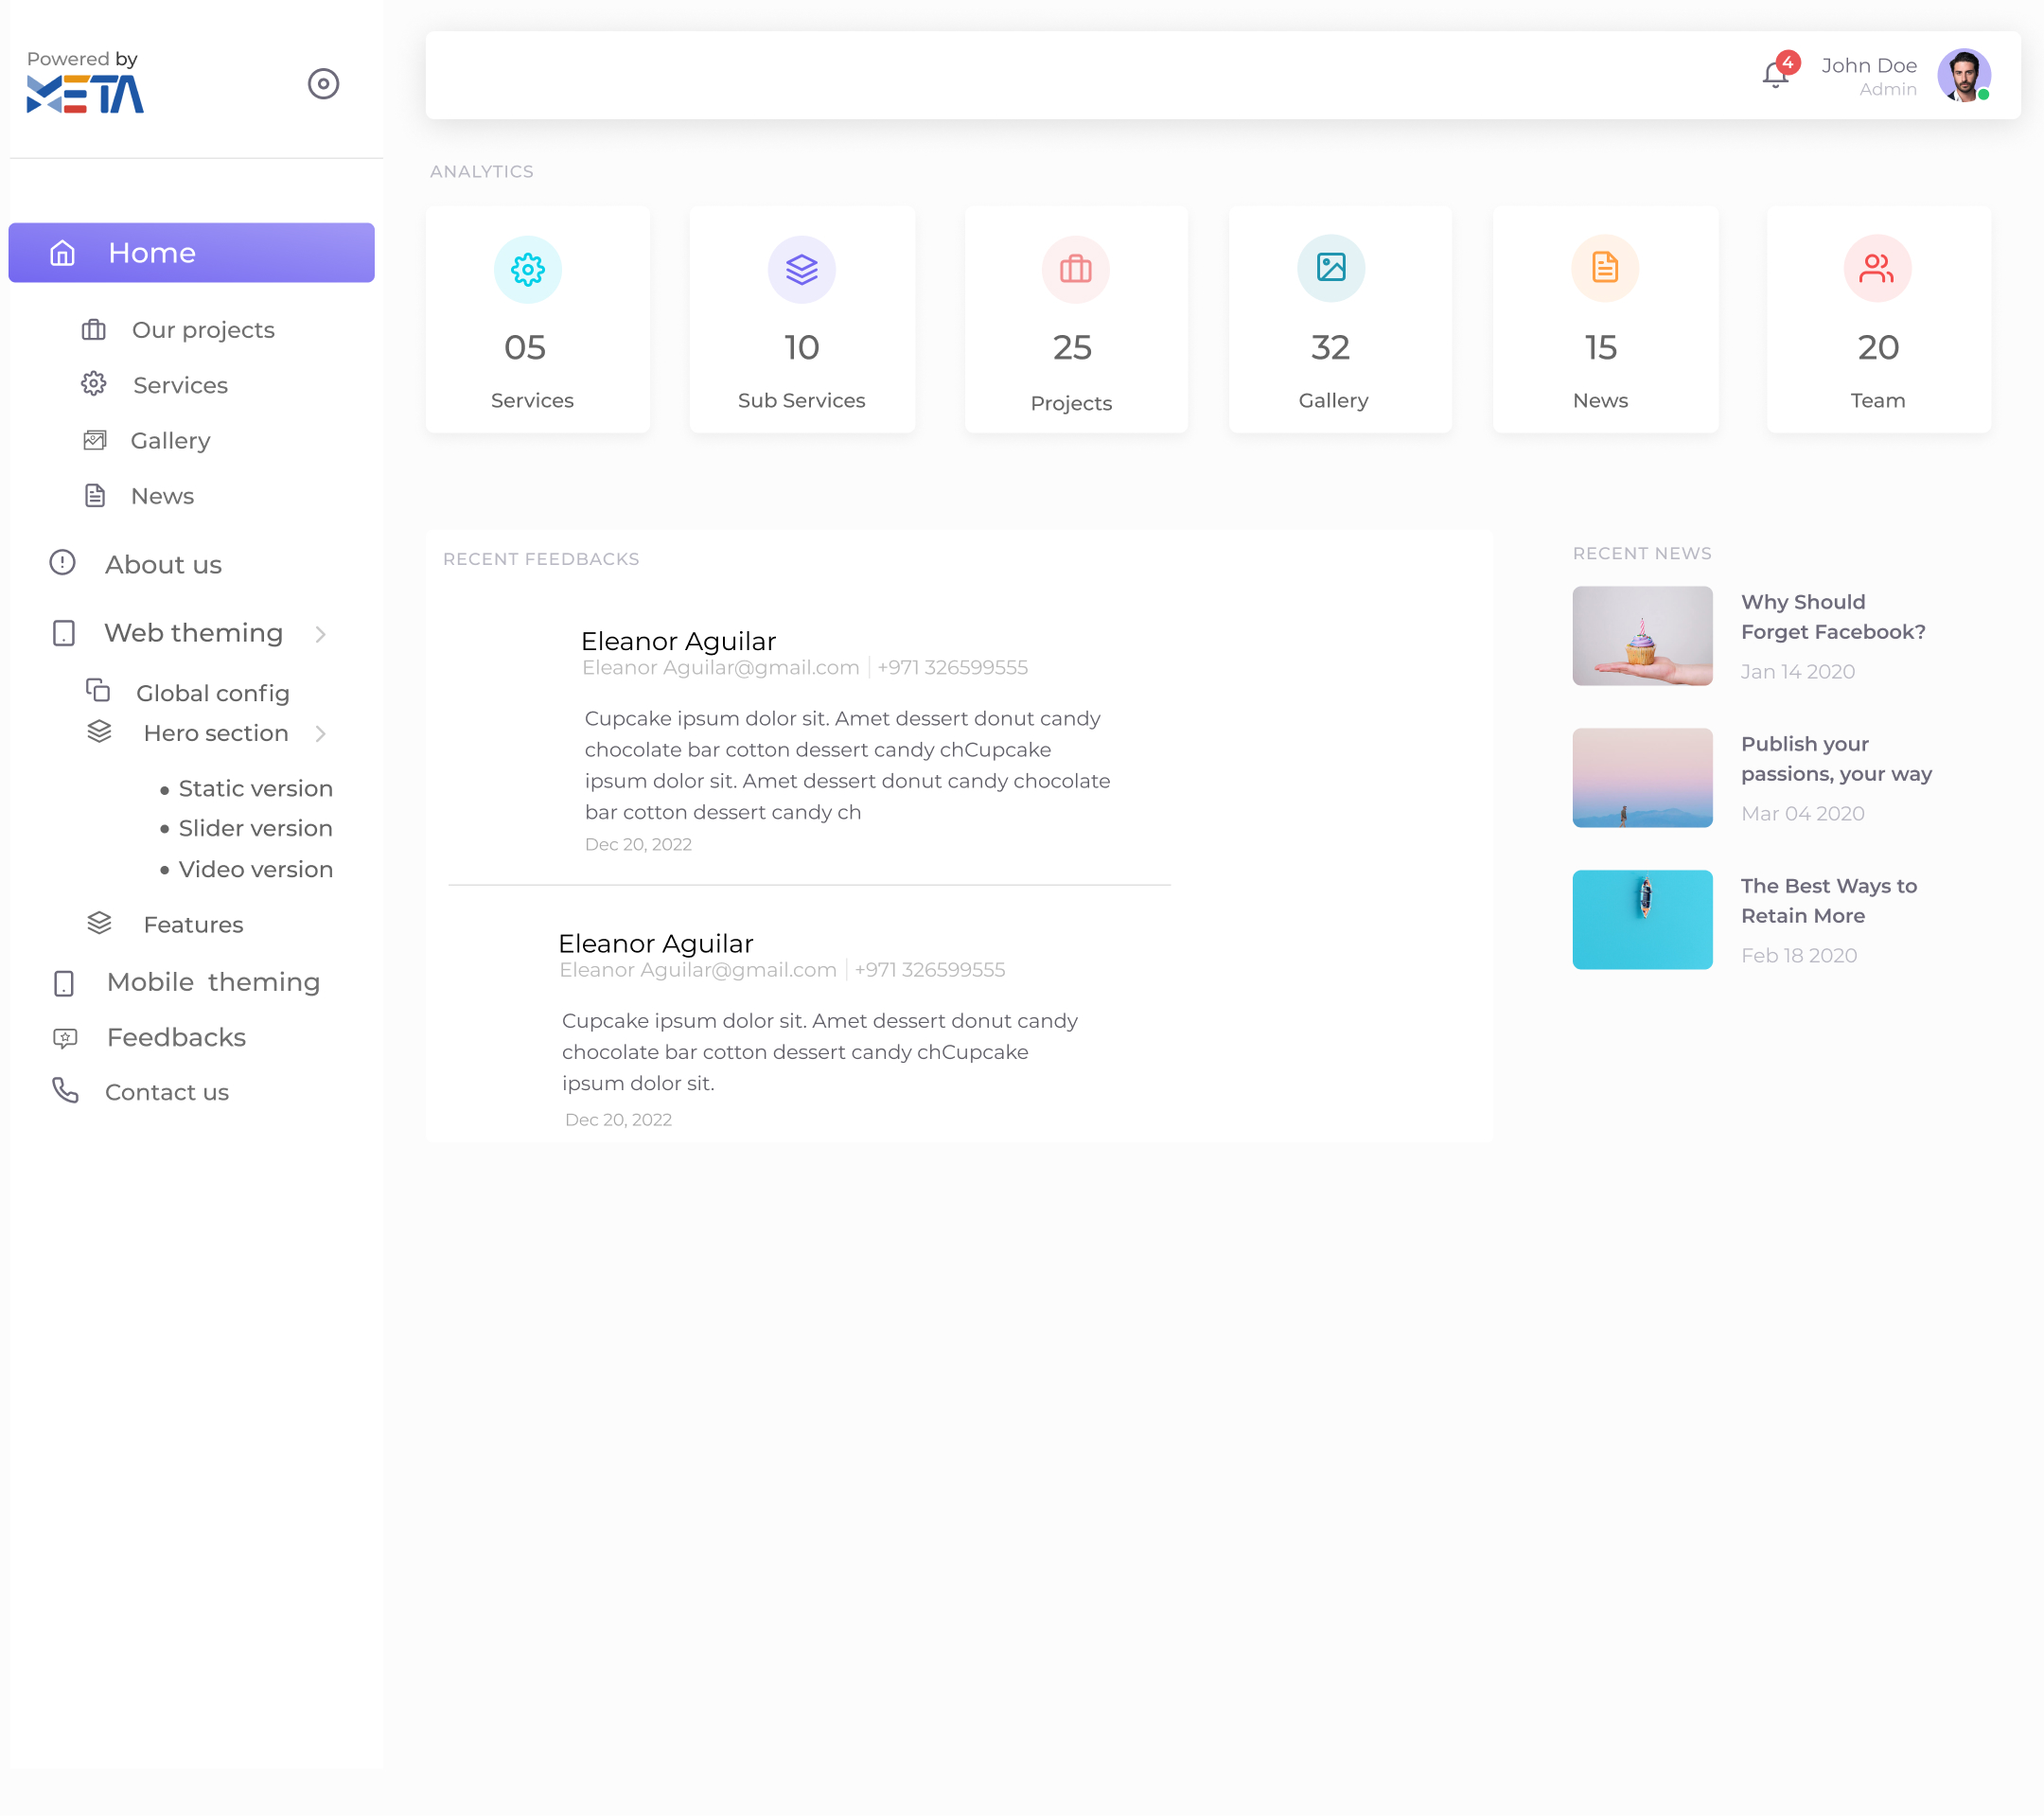 Powered by
META
Home
Our projects
Services
Gallery
News
About us
Web theming
Global config
Hero section
• Static version
• Slider version
• Video version
Features
Mobile theming
Feedbacks
Contact us
4
John Doe
Admin
ANALYTICS
05
Services
10
Sub Services
25
Projects
32
Gallery
15
News
20
Team
RECENT FEEDBACKS
Eleanor Aguilar
Eleanor Aguilar@gmail.com | +971 326599555
Cupcake ipsum dolor sit. Amet dessert donut candy
chocolate bar cotton dessert candy chCupcake
ipsum dolor sit. Amet dessert donut candy chocolate
bar cotton dessert candy ch
Dec 20, 2022
Eleanor Aguilar
Eleanor Aguilar@gmail.com | +971 326599555
Cupcake ipsum dolor sit. Amet dessert donut candy
chocolate bar cotton dessert candy chCupcake
ipsum dolor sit.
Dec 20, 2022
RECENT NEWS
Why Should
Forget Facebook?
Jan 14 2020
Publish your
passions, your way
Mar 04 2020
The Best Ways to
Retain More
Feb 18 2020